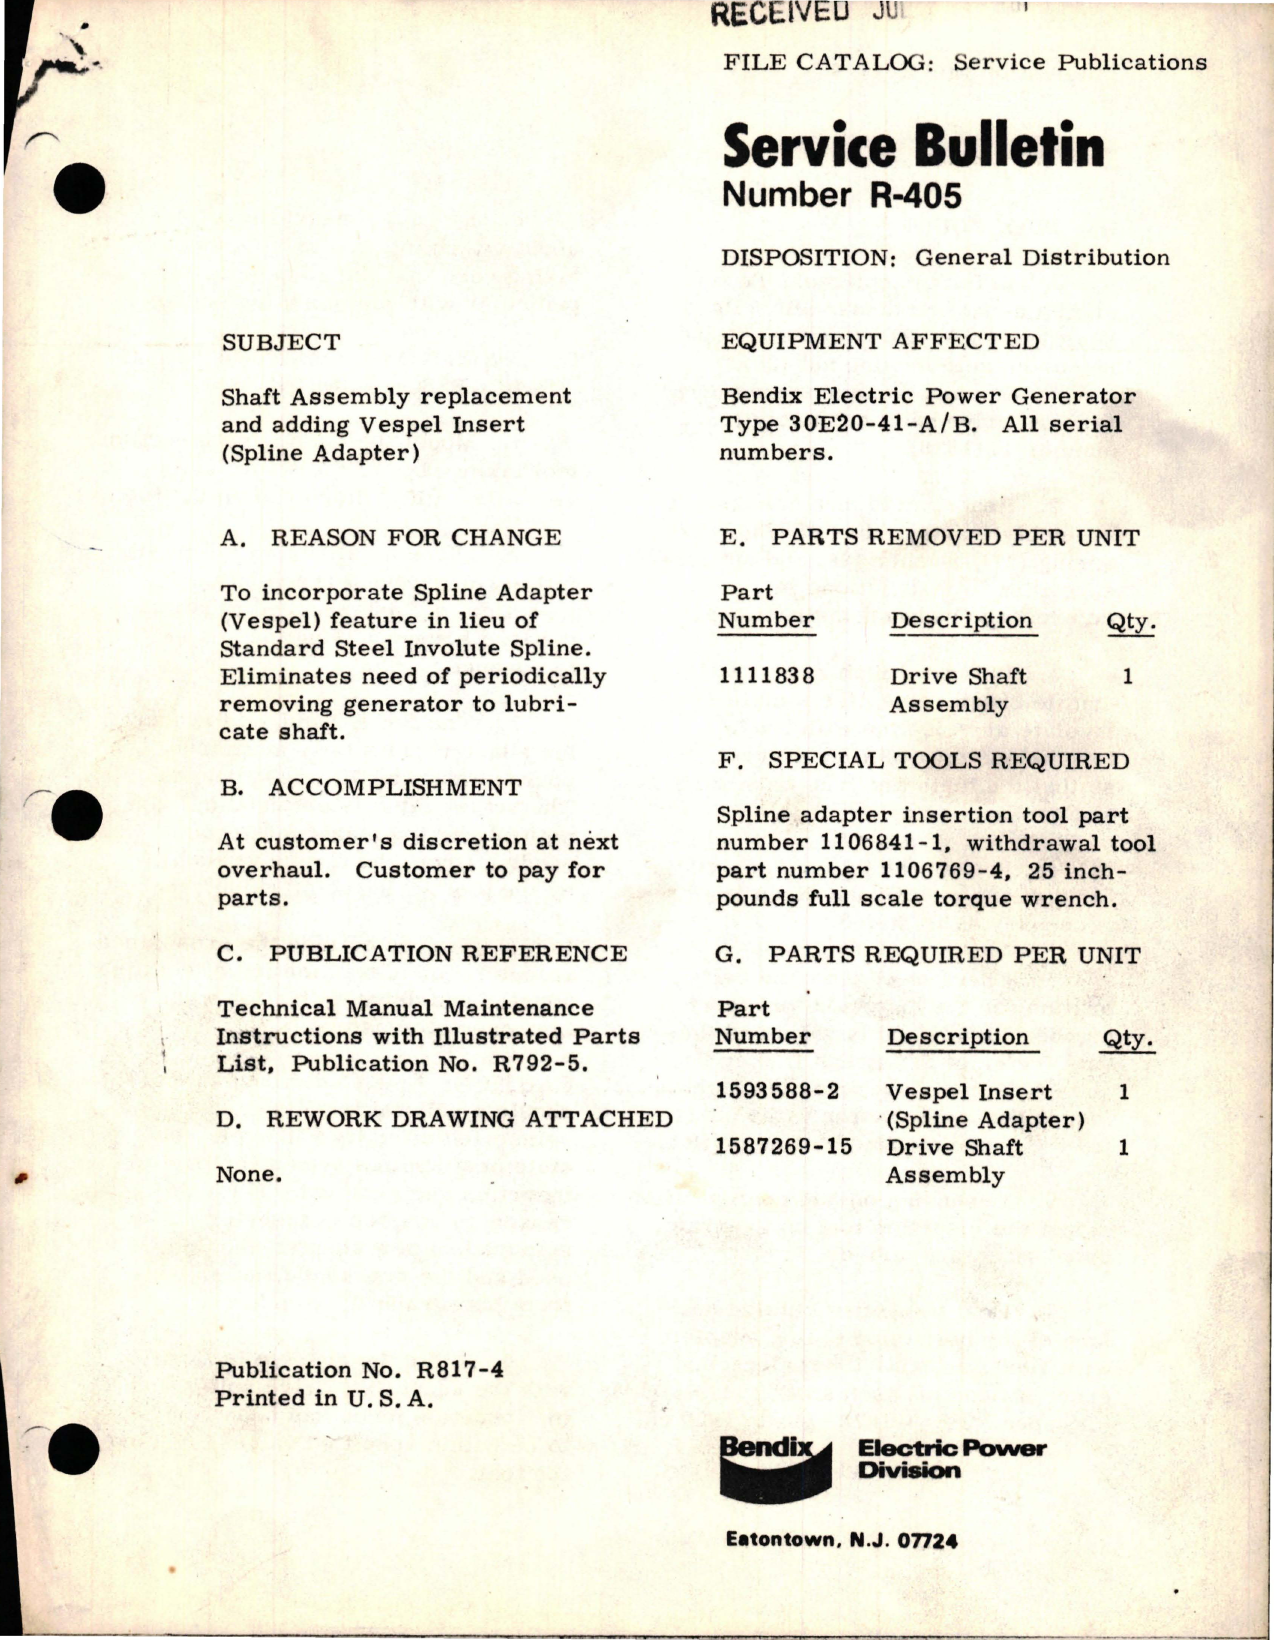 RECEIVED
FILE CATALOG: Service Publications
Service Bulletin
Number R-405
DISPOSITION: General Distribution
SUBJECT
Shaft Assembly replacement
and adding Vespel Insert
(Spline Adapter)
A. REASON FOR CHANGE
To incorporate Spline Adapter
(Vespel) feature in lieu of
Standard Steel Involute Spline.
Eliminates need of periodically
removing generator to lubri-
cate shaft.
B. ACCOMPLISHMENT
At customer's discretion at next
overhaul. Customer to pay for
parts.
C. PUBLICATION REFERENCE
Technical Manual Maintenance
Instructions with Illustrated Parts
List, Publication No. R792-5.
D. REWORK DRAWING ATTACHED
None.
EQUIPMENT AFFECTED
Bendix Electric Power Generator
Type 30E20-41-A/B. All serial
numbers.
E. PARTS REMOVED PER UNIT
Part
Number Description Qty.
1111838 Drive Shaft 1
Assembly
F. SPECIAL TOOLS REQUIRED
Spline adapter insertion tool part
number 1106841-1, withdrawal tool
part number 1106769-4, 25 inch-
pounds full scale torque wrench.
G. PARTS REQUIRED PER UNIT
Part
Number Description Qty.
1593588-2 Vespel Insert 1
(Spline Adapter)
1587269-15 Drive Shaft 1
Assembly
Publication No. R817-4
Printed in U.S.A.
Bendix Electric Power
Division
Eatontown, N.J. 07724